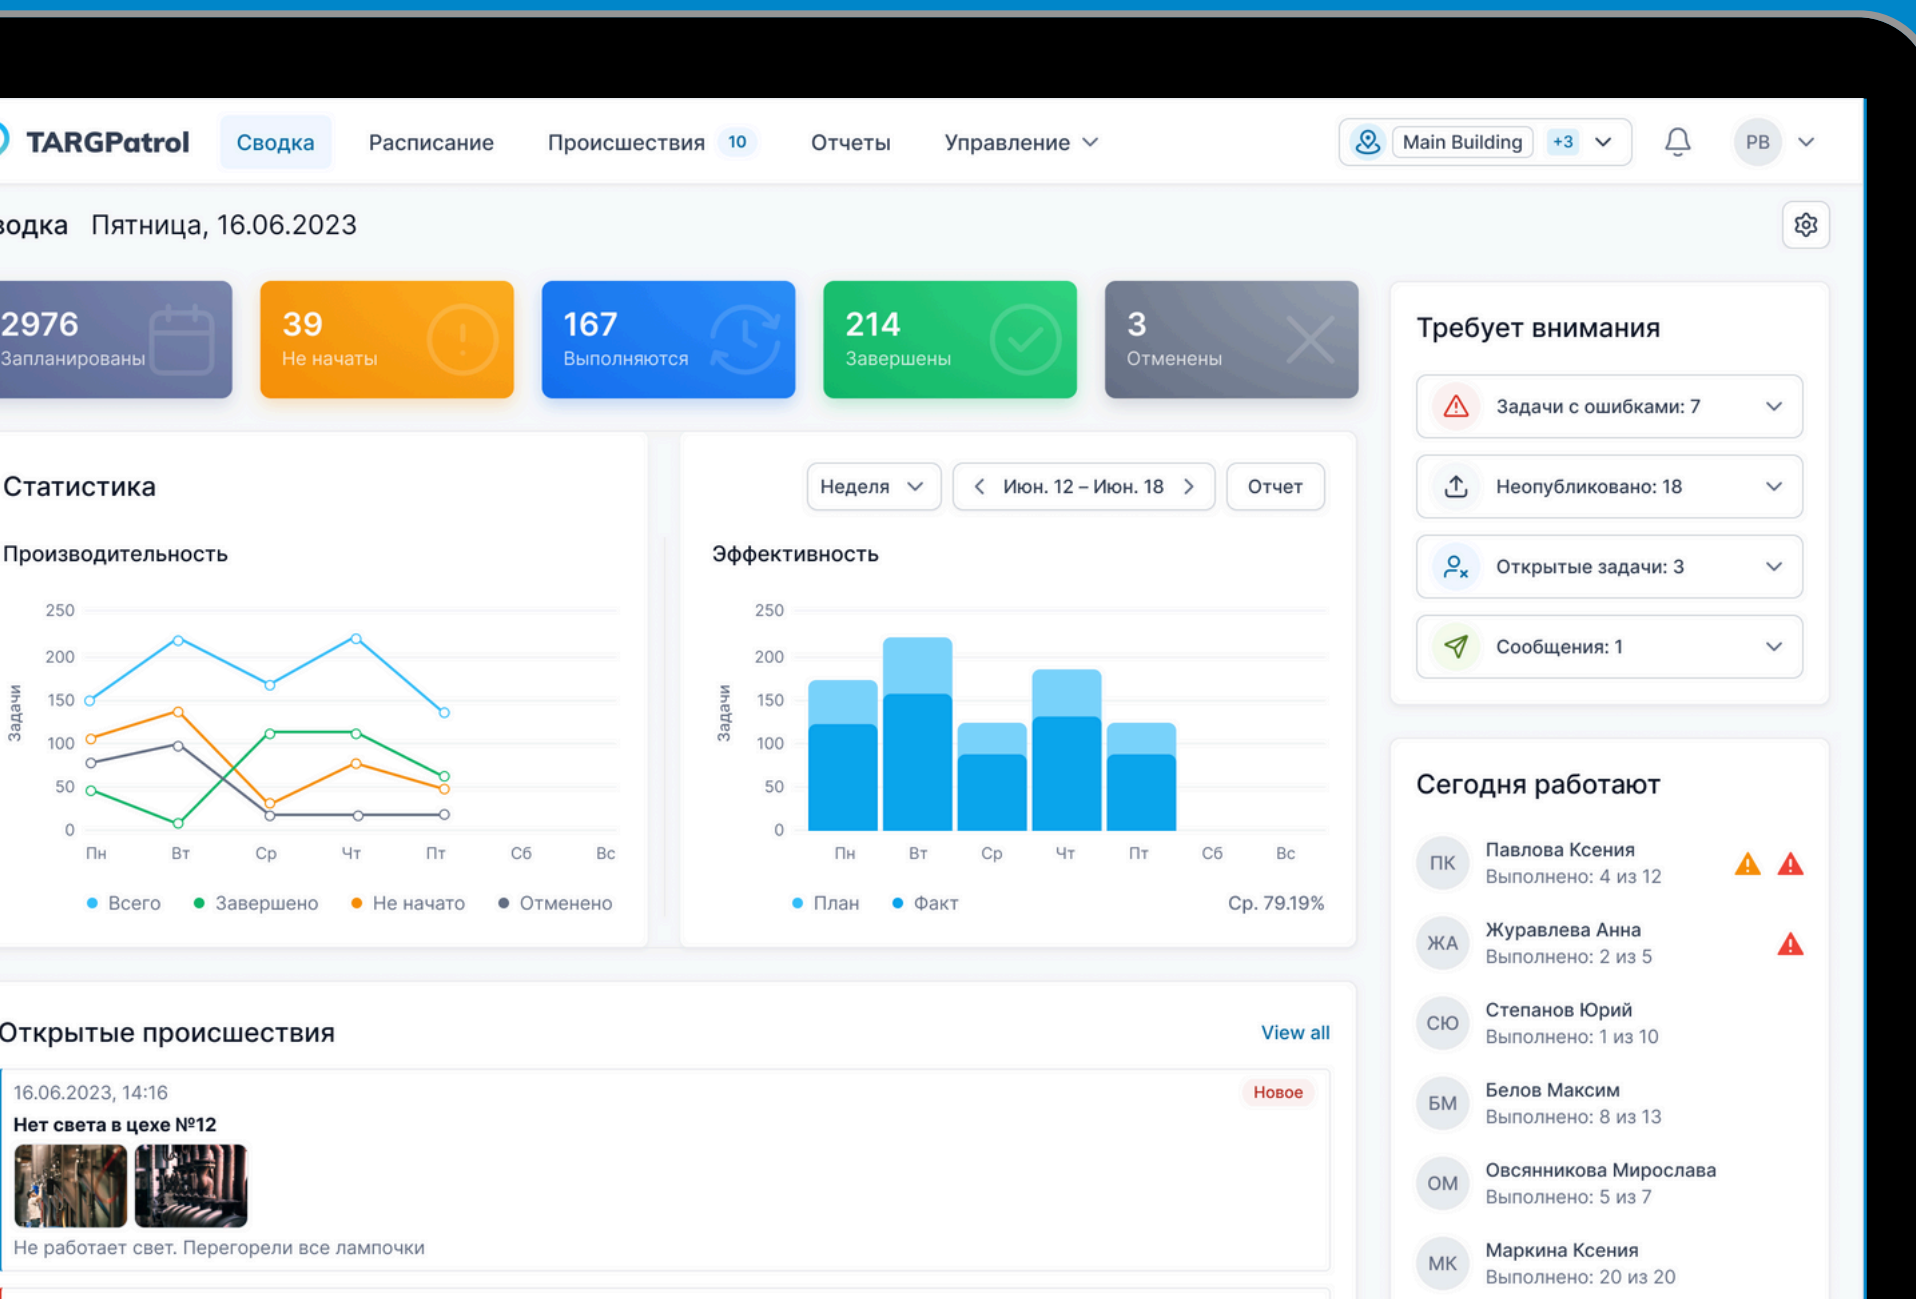 TARGPatrol Сводка Расписание Происшествия 10 Отчеты Управление Main Building +3 РВ
водка Пятница, 16.06.2023
2976
Запланированы
39
Не начаты
167
Выполняются
214
Завершены
3
Отменены
Статистика
Неделя Июн. 12 – Июн. 18 Отчет
Производительность
250
200
150
100
50
0
Задачи
Пн Вт Ср Чт Пт Сб Вс
Всего Завершено Не начато Отменено
Эффективность
250
200
150
100
50
0
Задачи
Пн Вт Ср Чт Пт Сб Вс
План Факт Ср. 79.19%
Требует внимания
Задачи с ошибками: 7
Неопубликовано: 18
Открытые задачи: 3
Сообщения: 1
Сегодня работают
ПК Павлова Ксения
Выполнено: 4 из 12
ЖА Журавлева Анна
Выполнено: 2 из 5
СЮ Степанов Юрий
Выполнено: 1 из 10
БМ Белов Максим
Выполнено: 8 из 13
ОМ Овсянникова Мирослава
Выполнено: 5 из 7
МК Маркина Ксения
Выполнено: 20 из 20
Открытые происшествия View all
16.06.2023, 14:16 Новое
Нет света в цехе №12
Не работает свет. Перегорели все лампочки